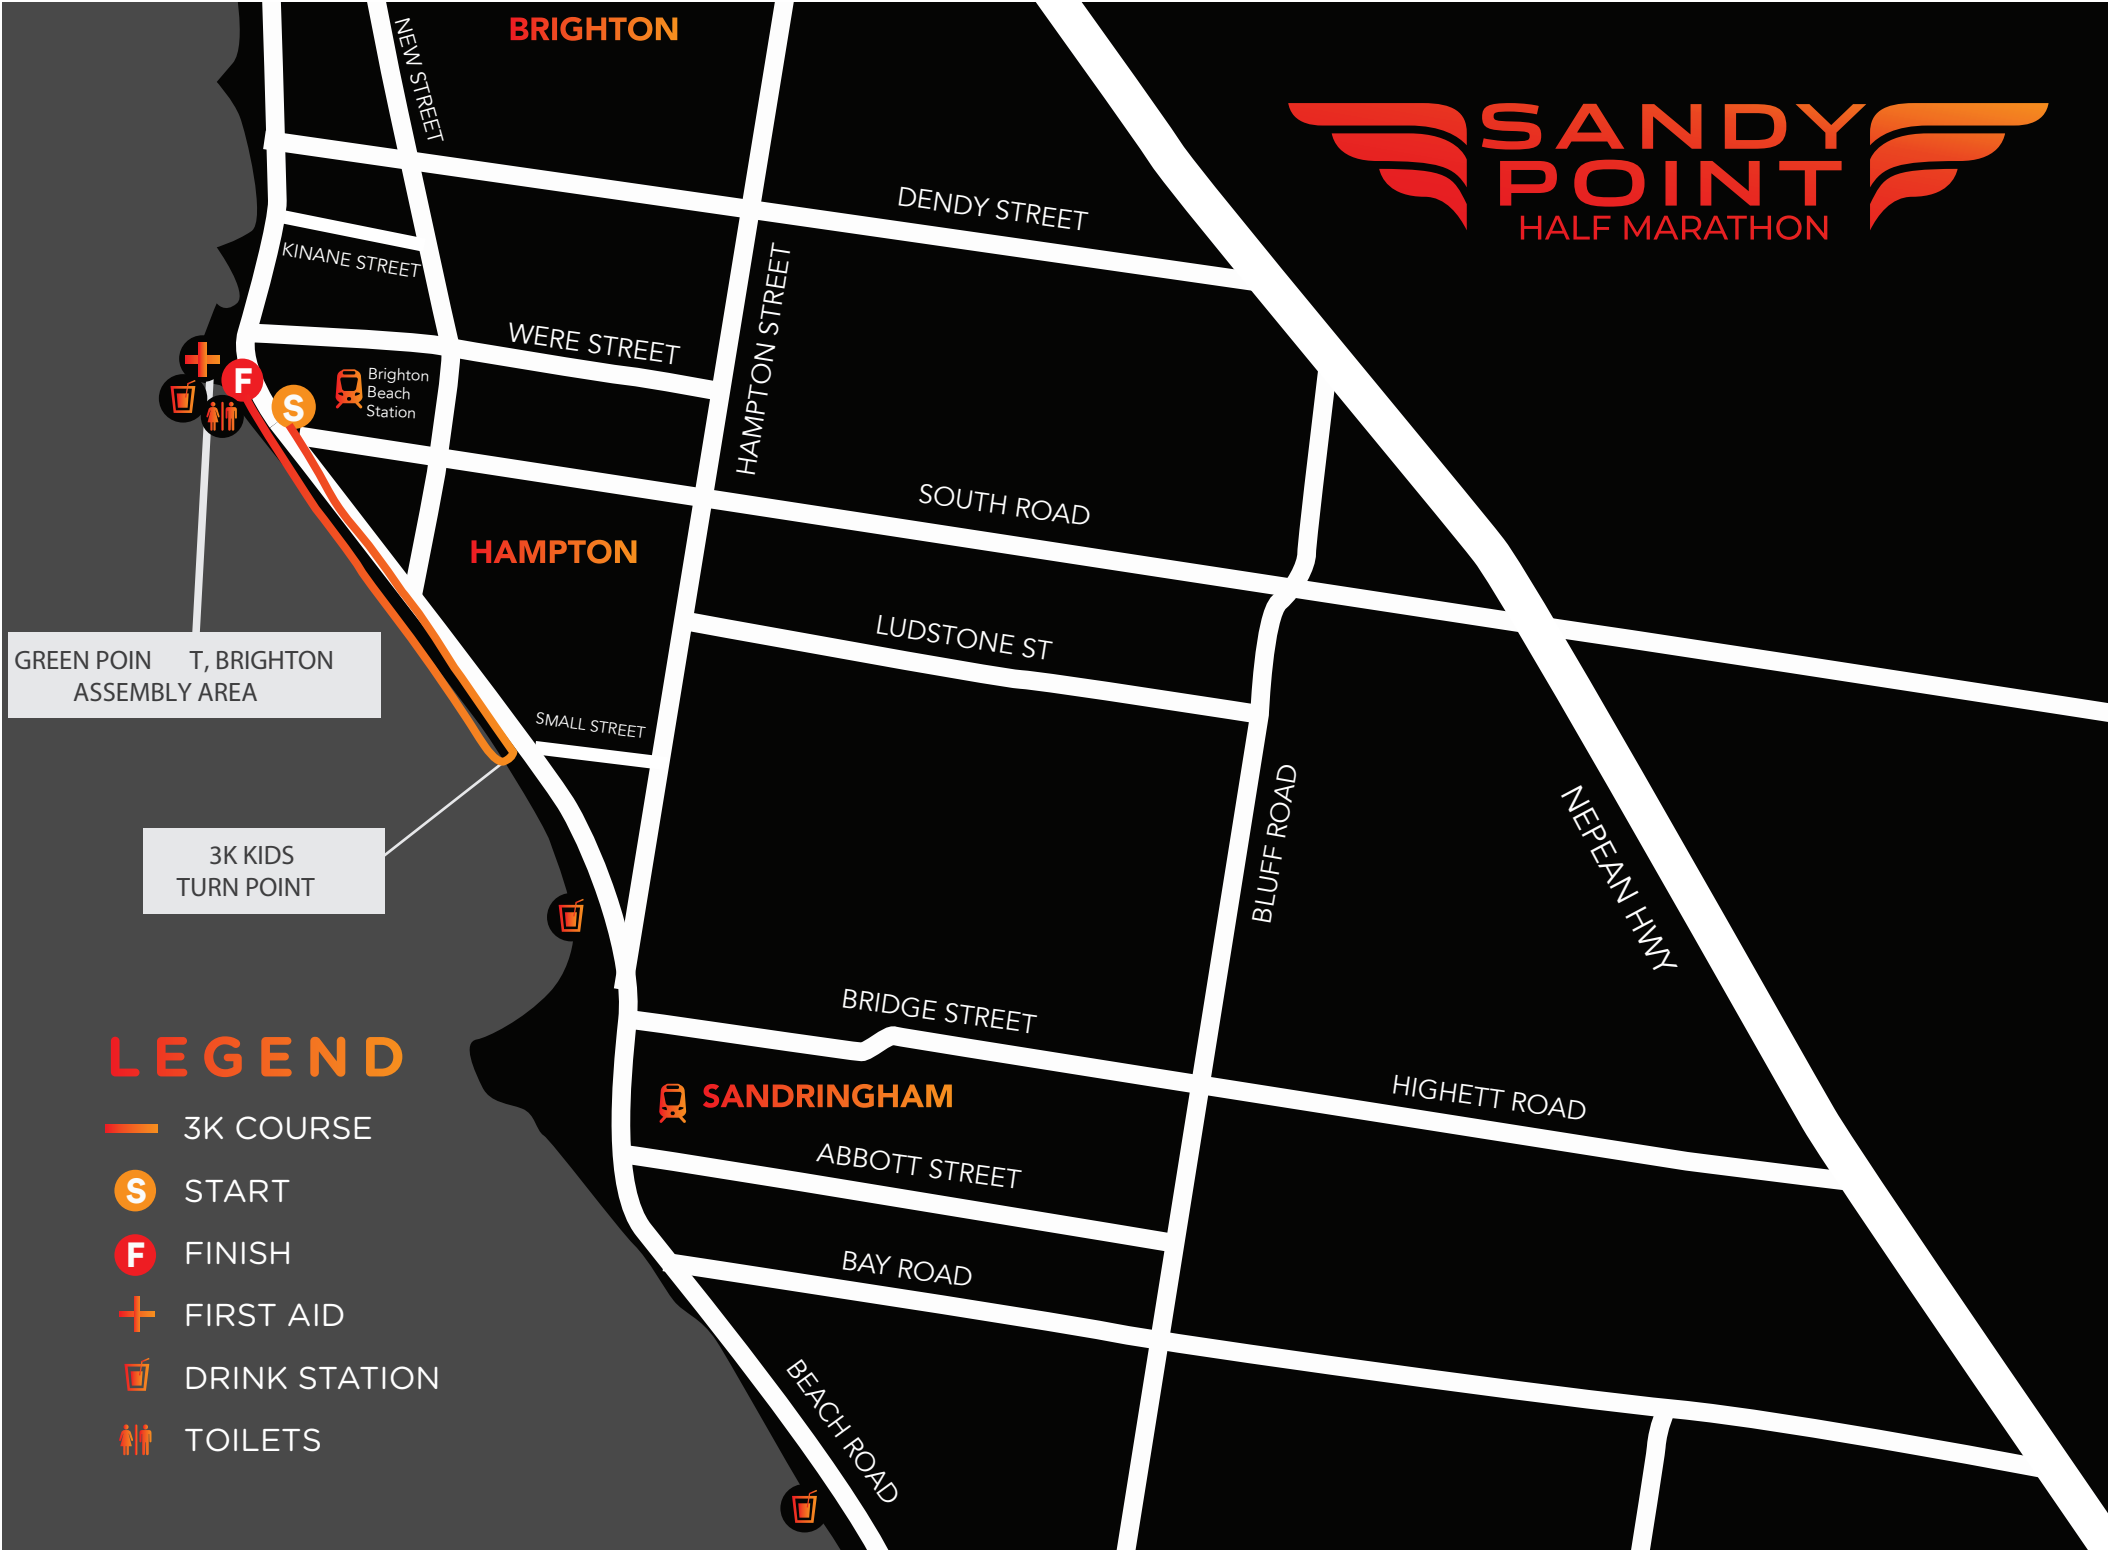 BRIGHTON
NEW STREET
SANDY
POINT
HALF MARATHON
DENDY STREET
KINANE STREET
WERE STREET
HAMPTON STREET
F
S
Brighton
Beach
Station
SOUTH ROAD
HAMPTON
LUDSTONE ST
GREEN POIN T, BRIGHTON
ASSEMBLY AREA
SMALL STREET
BLUFF ROAD
NEPEAN HWY
3K KIDS
TURN POINT
BRIDGE STREET
SANDRINGHAM
HIGHETT ROAD
ABBOTT STREET
BAY ROAD
BEACH ROAD
LEGEND
3K COURSE
S START
F FINISH
FIRST AID
DRINK STATION
TOILETS